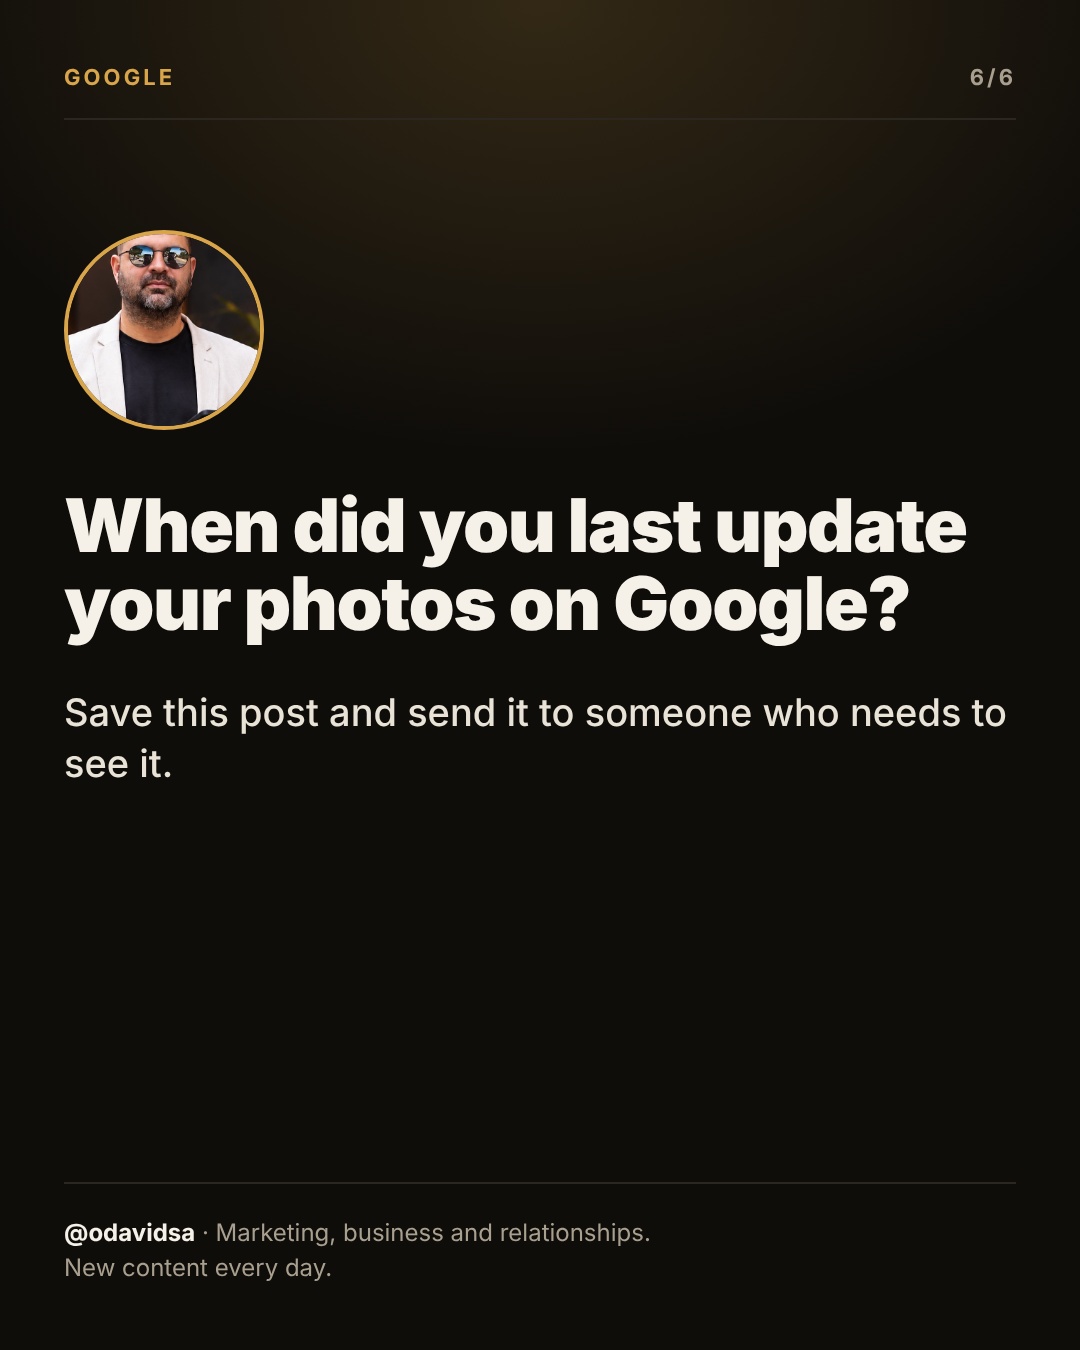 GOOGLE
6/6
When did you last update
your photos on Google?
Save this post and send it to someone who needs to
see it.
@odavidsa · Marketing, business and relationships.
New content every day.